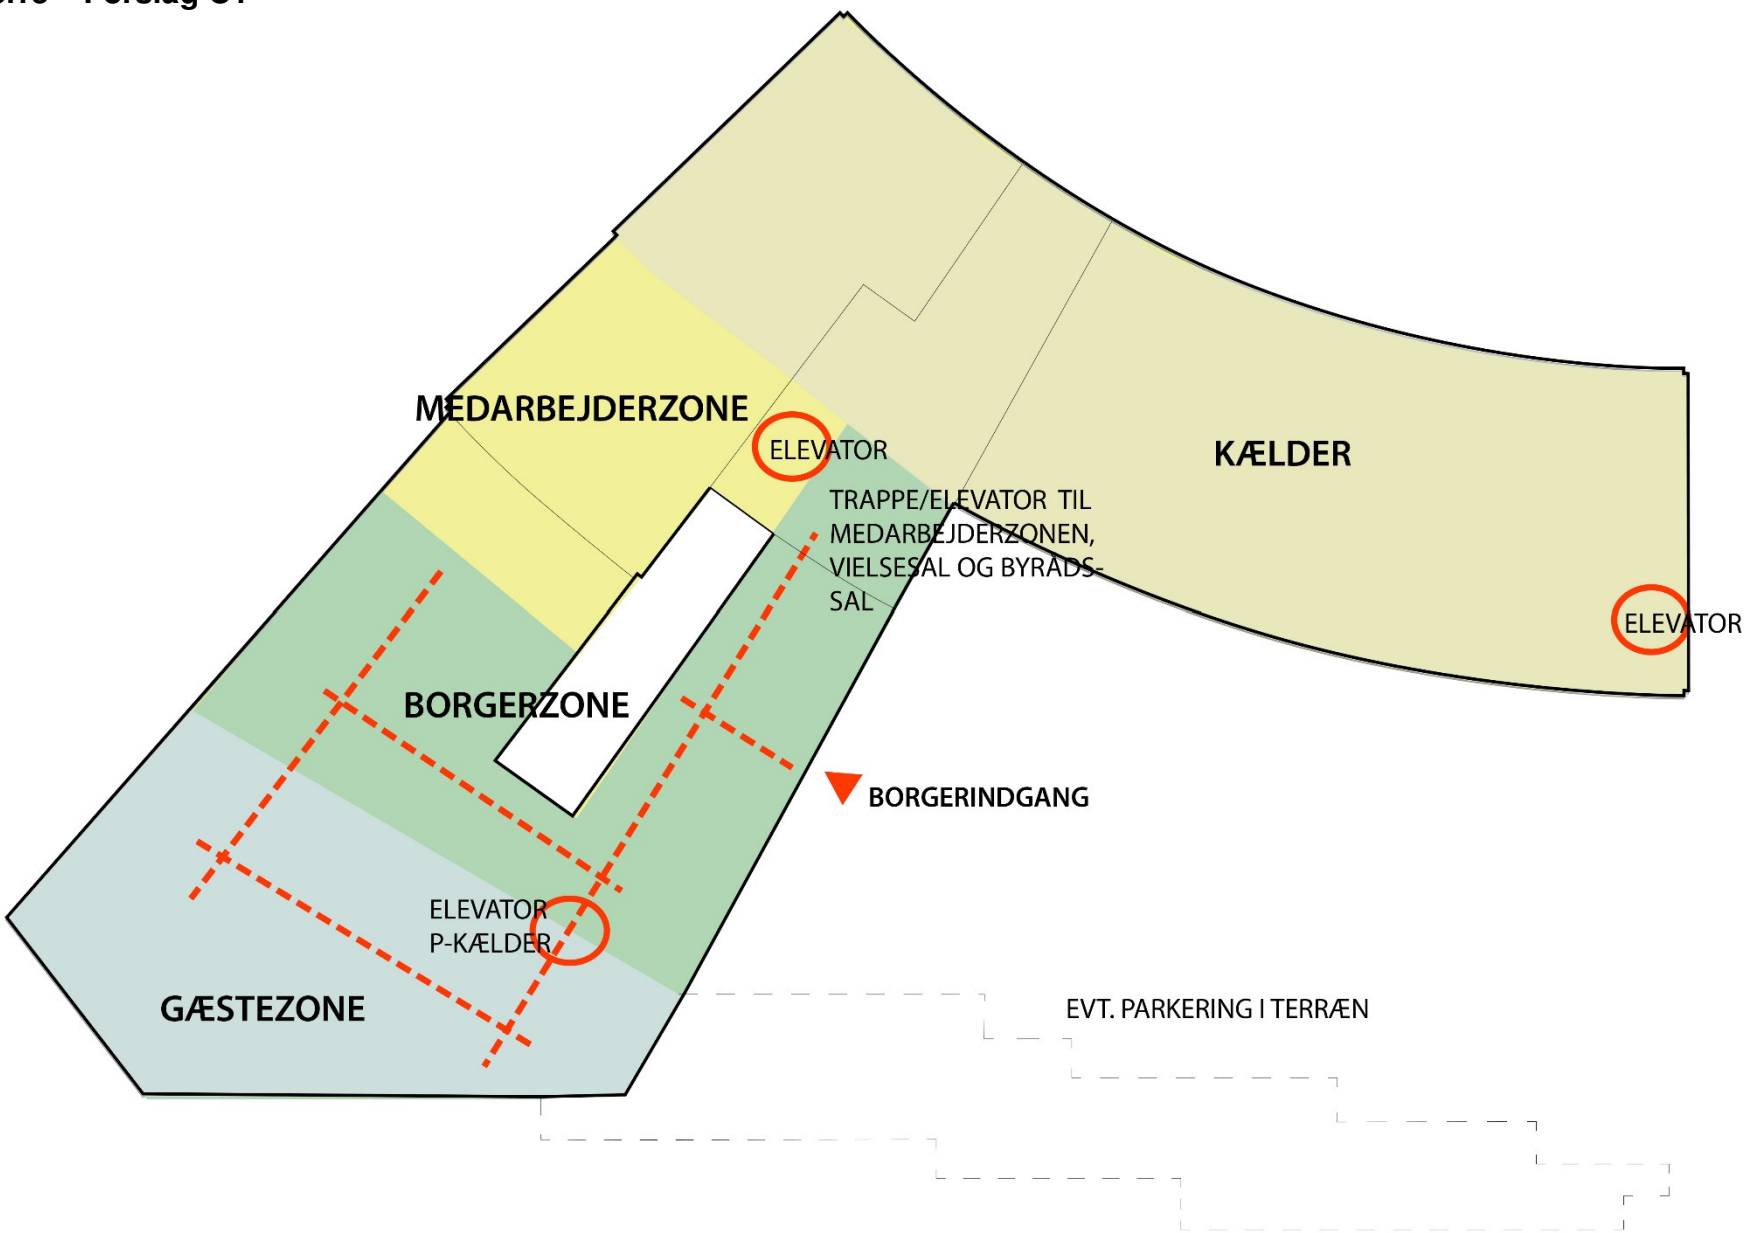 MEDARBEJDERZONE
ELEVATOR
KÆLDER
TRAPPE/ELEVATOR TIL
MEDARBEJDERZONEN,
VIELSESAL OG BYRÅDS-
SAL
ELEVATOR
BORGERZONE
BORGERINDGANG
ELEVATOR
P-KÆLDER
GÆSTEZONE
EVT. PARKERING I TERRÆN